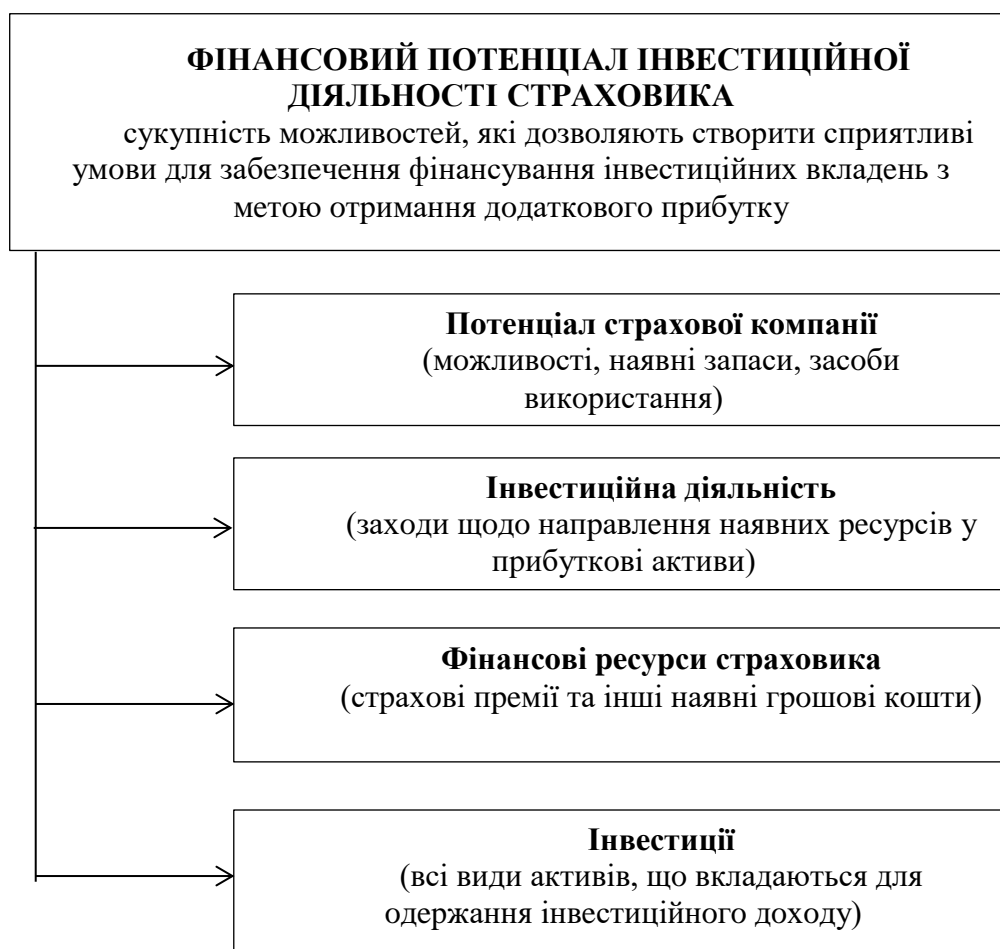 ФІНАНСОВИЙ ПОТЕНЦІАЛ ІНВЕСТИЦІЙНОЇ
ДІЯЛЬНОСТІ СТРАХОВИКА
сукупність можливостей, які дозволяють створити сприятливі
умови для забезпечення фінансування інвестиційних вкладень з
метою отримання додаткового прибутку
Потенціал страхової компанії
(можливості, наявні запаси, засоби
використання)
Інвестиційна діяльність
(заходи щодо направлення наявних ресурсів у
прибуткові активи)
Фінансові ресурси страховика
(страхові премії та інші наявні грошові кошти)
Інвестиції
(всі види активів, що вкладаються для
одержання інвестиційного доходу)